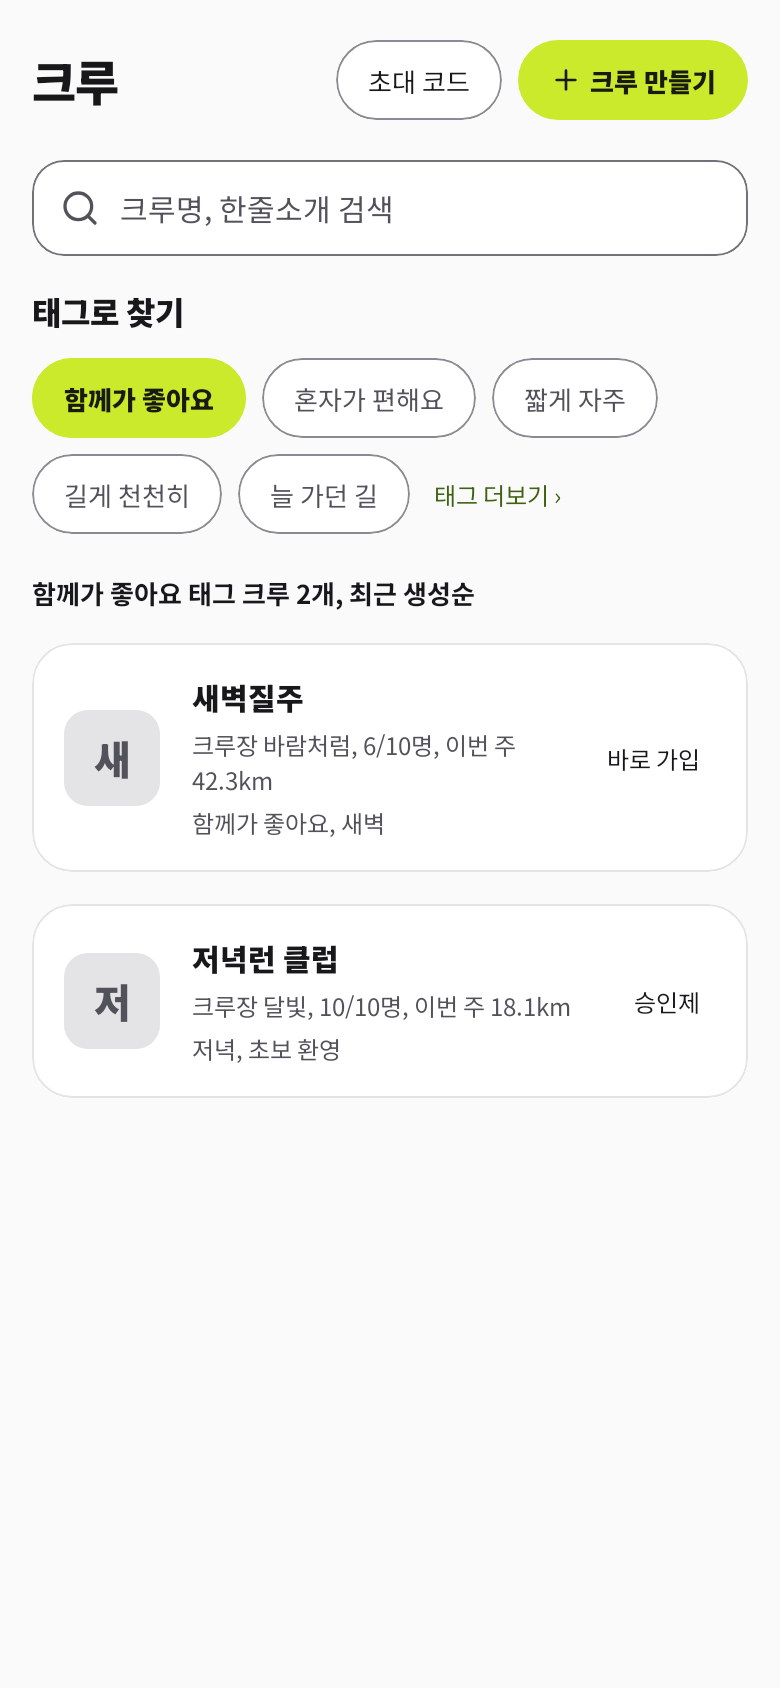 크루
초대 코드
+ 크루 만들기
크루명, 한줄소개 검색
태그로 찾기
함께가 좋아요
혼자가 편해요
짧게 자주
길게 천천히
늘 가던 길
태그 더보기 ›
함께가 좋아요 태그 크루 2개, 최근 생성순
새
새벽질주
크루장 바람처럼, 6/10명, 이번 주
42.3km
함께가 좋아요, 새벽
바로 가입
저
저녁런 클럽
크루장 달빛, 10/10명, 이번 주 18.1km
저녁, 초보 환영
승인제